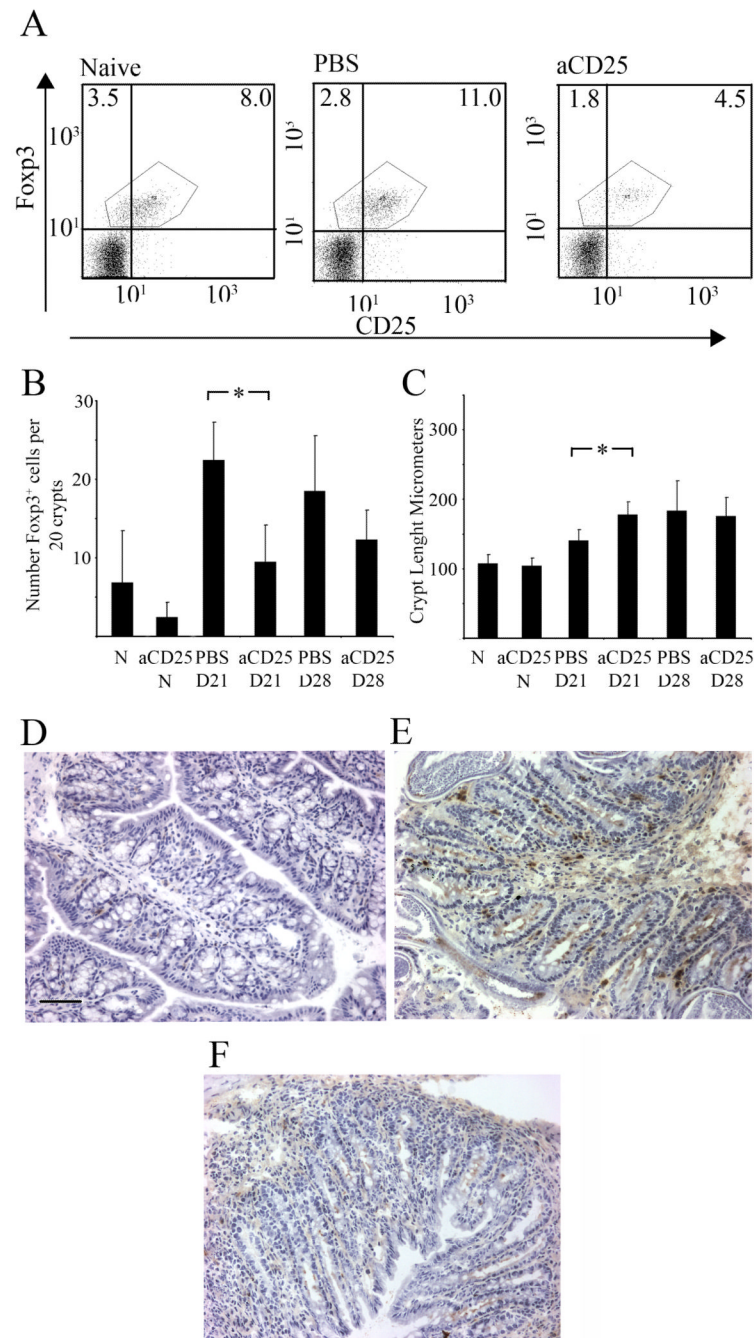 A
Naive
PBS
aCD25
3.5 8.0
2.8 11.0
1.8 4.5
Foxp3
10³
10¹
10¹ 10³
10⁵
10¹
10¹ 10³
10³
10¹
10¹ 10³
CD25
B
Number Foxp3⁺ cells per
20 crypts
30
20
10
*
N
aCD25
N
PBS
D21
aCD25
D21
PBS
D28
aCD25
D28
C
Crypt Lenght Micrometers
300
200
100
*
N
aCD25
N
PBS
D21
aCD25
D21
PBS
D28
aCD25
D28
D
E
F